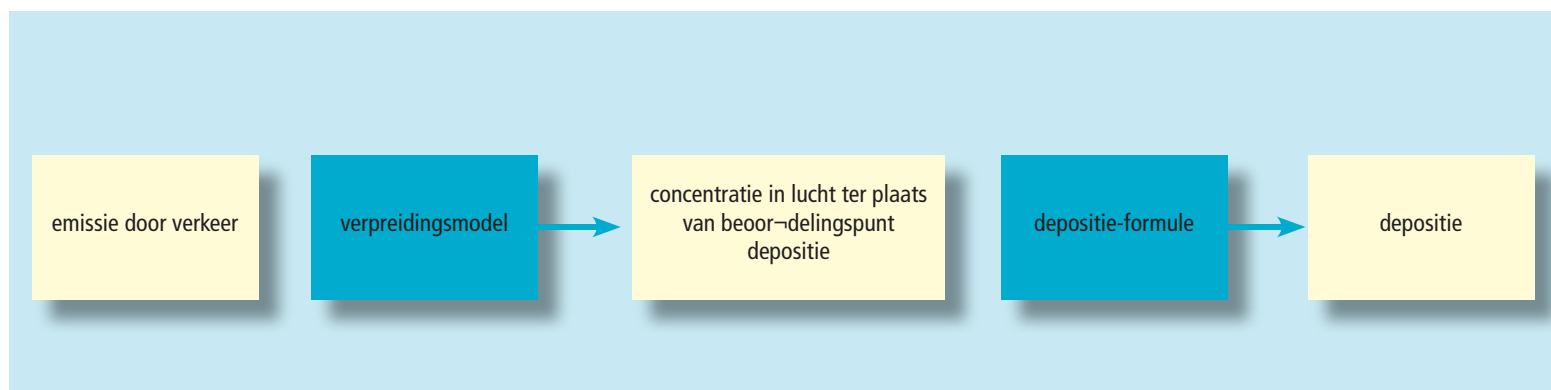 emissie door verkeer
verpreidingsmodel
concentratie in lucht ter plaats
van beoor¬delingspunt
depositie
depositie-formule
depositie